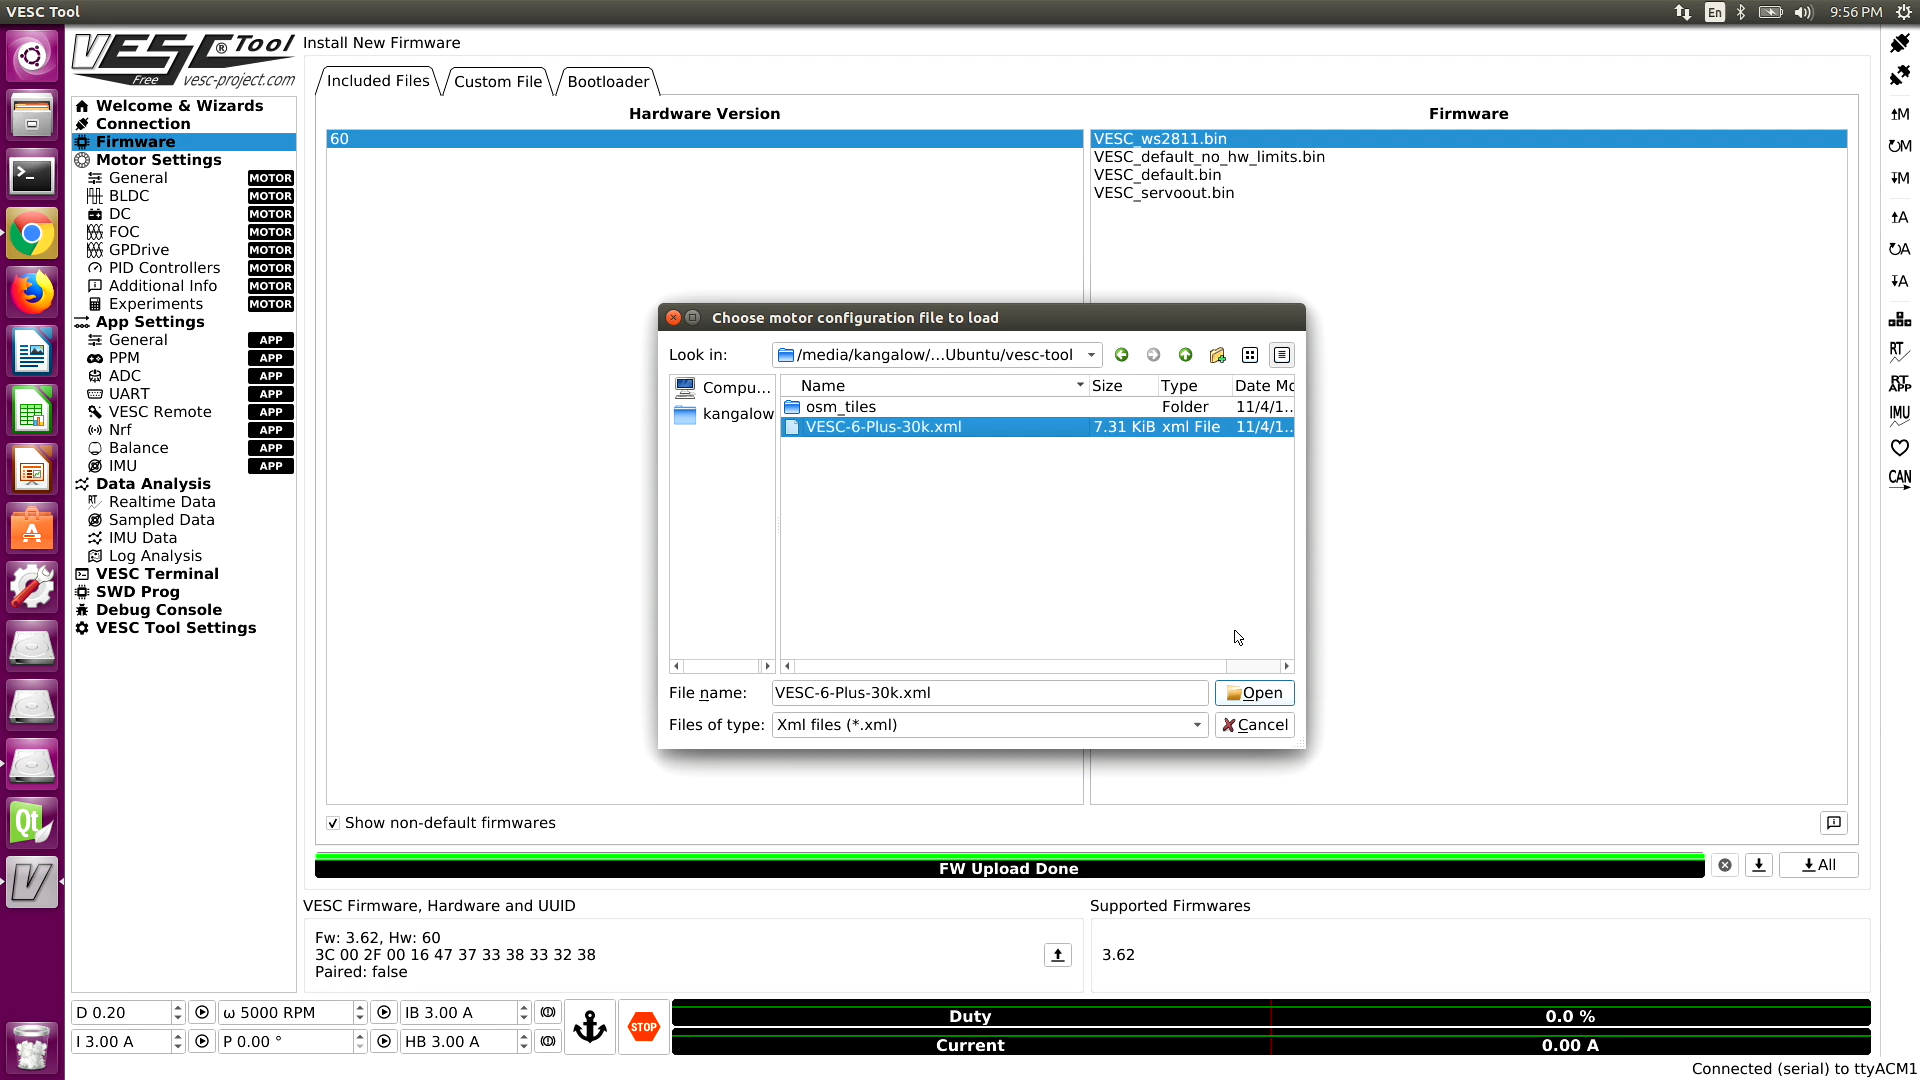 VESC Tool
En
9:56 PM
VESC® Tool
Free vesc-project.com
Install New Firmware
Included Files
Custom File
Bootloader
Welcome & Wizards
Connection
Firmware
Motor Settings
General MOTOR
BLDC MOTOR
DC MOTOR
FOC MOTOR
GPDrive MOTOR
PID Controllers MOTOR
Additional Info MOTOR
Experiments MOTOR
App Settings
General APP
PPM APP
ADC APP
UART APP
VESC Remote APP
Nrf APP
Balance APP
IMU APP
Data Analysis
RT Realtime Data
Sampled Data
IMU Data
Log Analysis
VESC Terminal
SWD Prog
Debug Console
VESC Tool Settings
Hardware Version
60
Firmware
VESC_ws2811.bin
VESC_default_no_hw_limits.bin
VESC_default.bin
VESC_servoout.bin
Choose motor configuration file to load
Look in: /media/kangalow/...Ubuntu/vesc-tool
Compu...
kangalow
Name Size Type Date Mo
osm_tiles Folder 11/4/1..
VESC-6-Plus-30k.xml 7.31 KiB xml File 11/4/1..
File name: VESC-6-Plus-30k.xml Open
Files of type: Xml files (*.xml) Cancel
Show non-default firmwares
FW Upload Done
All
VESC Firmware, Hardware and UUID
Fw: 3.62, Hw: 60
3C 00 2F 00 16 47 37 33 38 33 32 38
Paired: false
Supported Firmwares
3.62
D 0.20 ω 5000 RPM IB 3.00 A
I 3.00 A P 0.00 ° HB 3.00 A
STOP
Duty 0.0 %
Current 0.00 A
Connected (serial) to ttyACM1
M
M
M
A
A
A
RT
RT
APP
IMU
CAN
Qt